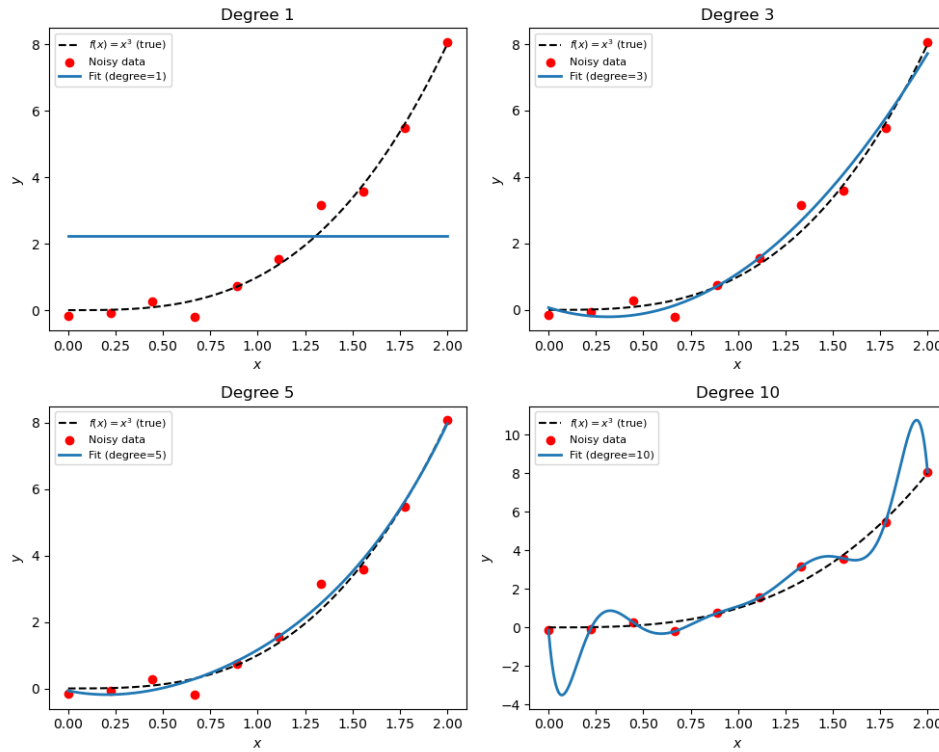 Degree 1
f(x) = x³ (true)
Noisy data
Fit (degree=1)
y
8
6
4
2
0
0.00 0.25 0.50 0.75 1.00 1.25 1.50 1.75 2.00
x
Degree 3
f(x) = x³ (true)
Noisy data
Fit (degree=3)
y
8
6
4
2
0
0.00 0.25 0.50 0.75 1.00 1.25 1.50 1.75 2.00
x
Degree 5
f(x) = x³ (true)
Noisy data
Fit (degree=5)
y
8
6
4
2
0
0.00 0.25 0.50 0.75 1.00 1.25 1.50 1.75 2.00
x
Degree 10
f(x) = x³ (true)
Noisy data
Fit (degree=10)
y
10
8
6
4
2
0
−2
−4
0.00 0.25 0.50 0.75 1.00 1.25 1.50 1.75 2.00
x